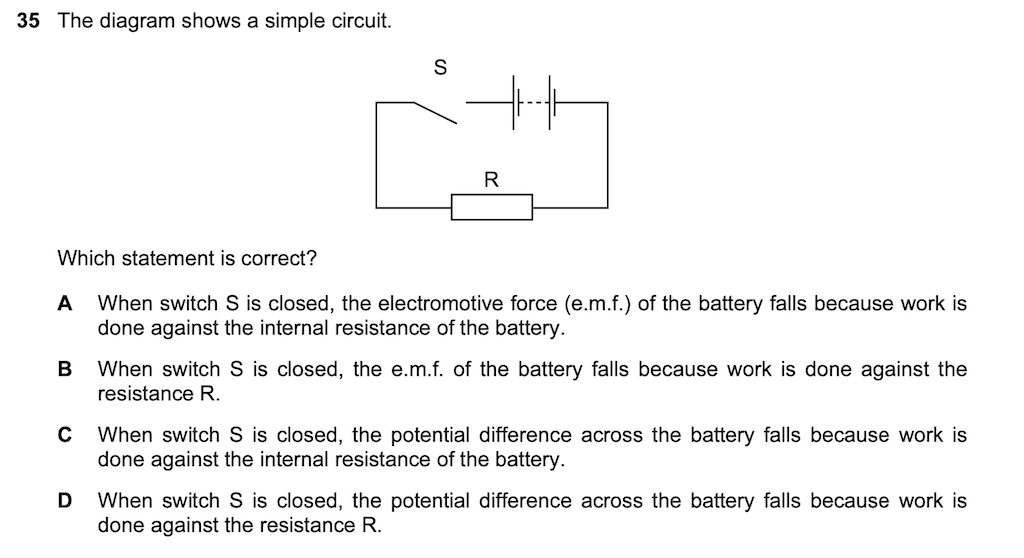 35 The diagram shows a simple circuit.
S
R
Which statement is correct?
A When switch S is closed, the electromotive force (e.m.f.) of the battery falls because work is
done against the internal resistance of the battery.
B When switch S is closed, the e.m.f. of the battery falls because work is done against the
resistance R.
C When switch S is closed, the potential difference across the battery falls because work is
done against the internal resistance of the battery.
D When switch S is closed, the potential difference across the battery falls because work is
done against the resistance R.